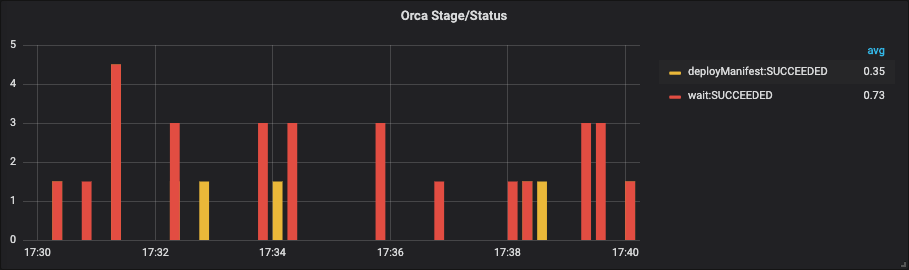 Orca Stage/Status
avg
deployManifest:SUCCEEDED 0.35
wait:SUCCEEDED 0.73
5
4
3
2
1
0
17:30 17:32 17:34 17:36 17:38 17:40